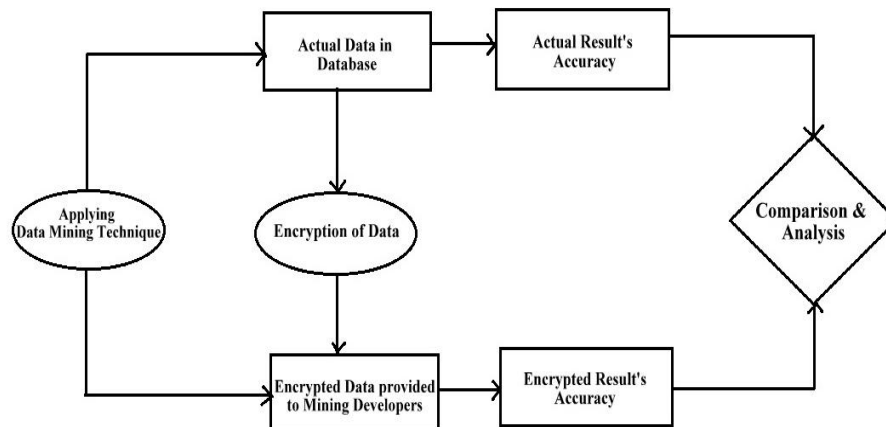 Actual Data in
Database
Actual Result's
Accuracy
Applying
Data Mining Technique
Encryption of Data
Comparison &
Analysis
Encrypted Data provided
to Mining Developers
Encrypted Result's
Accuracy